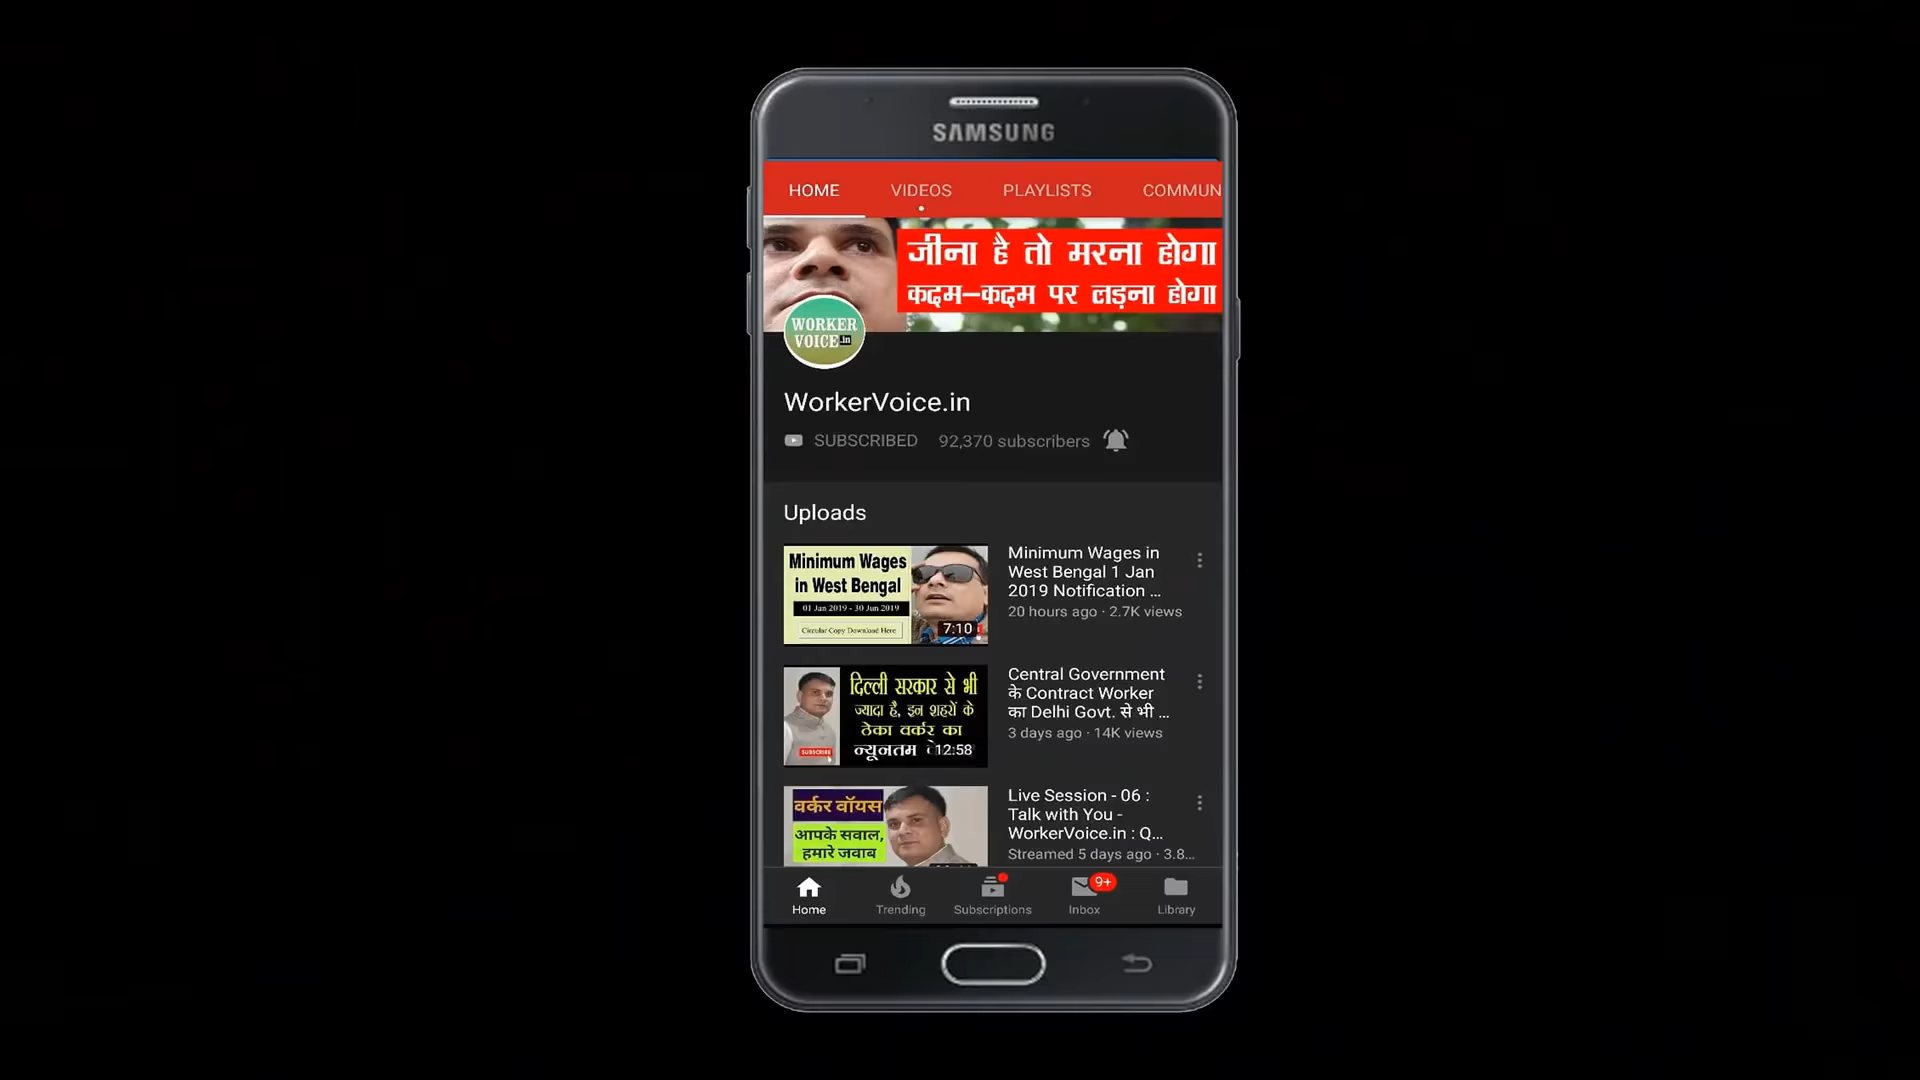 SAMSUNG
HOME VIDEOS PLAYLISTS COMMUN
जीना है तो मरना होगा
कदम-कदम पर लड़ना होगा
WORKER
VOICE.in
WorkerVoice.in
SUBSCRIBED 92,370 subscribers
Uploads
Minimum Wages
in West Bengal
01 Jan 2019 - 30 Jun 2019
Circular Copy Download Here
7:10
Minimum Wages in
West Bengal 1 Jan
2019 Notification ...
20 hours ago · 2.7K views
दिल्ली सरकार से भी
ज्यादा है, इन शहरों के
ठेका वर्कर का
न्यूनतम
SUBSCRIBE
12:58
Central Government
के Contract Worker
का Delhi Govt. से भी ...
3 days ago · 14K views
वर्कर वॉयस
आपके सवाल,
हमारे जवाब
Live Session - 06 :
Talk with You -
WorkerVoice.in : Q...
Streamed 5 days ago · 3.8...
9+
Home Trending Subscriptions Inbox Library